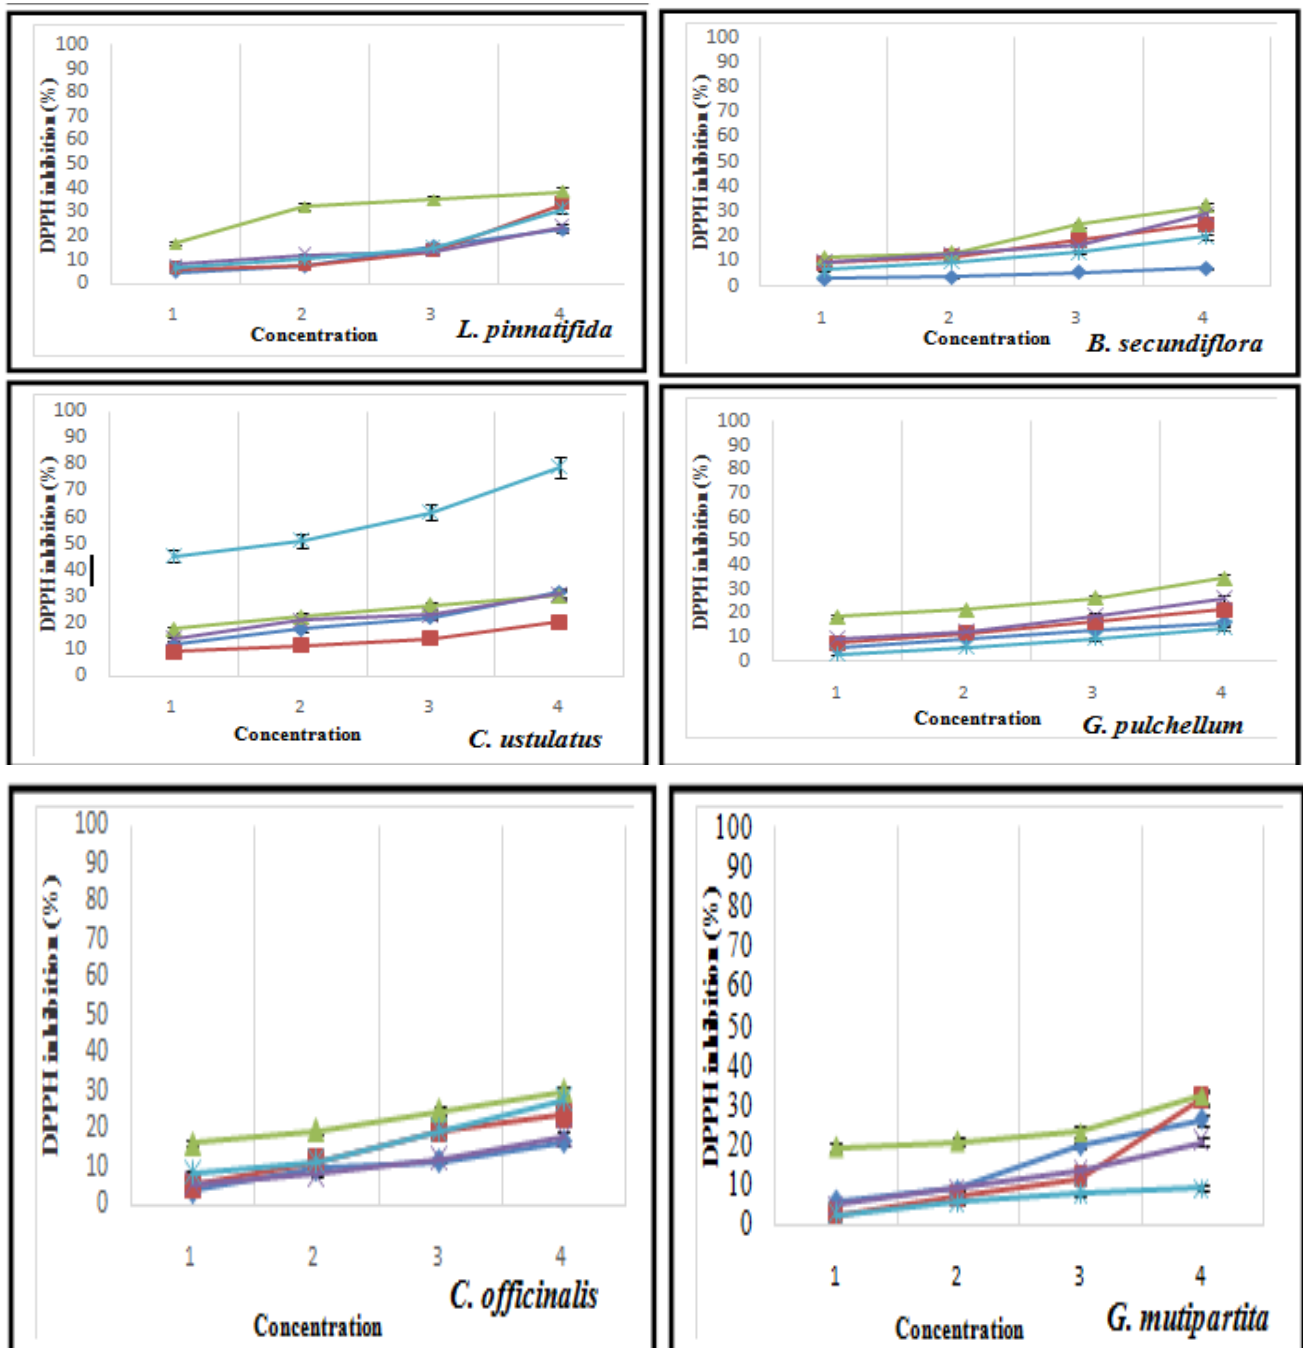 100
90
80
70
60
50
40
30
20
10
0
DPPH inhibition (%)
1 2 3 4
Concentration
L. pinnatifida
100
90
80
70
60
50
40
30
20
10
0
DPPH inhibition (%)
1 2 3 4
Concentration
B. secundiflora
100
90
80
70
60
50
40
30
20
10
0
DPPH inhibition (%)
1 2 3 4
Concentration
C. ustulatus
100
90
80
70
60
50
40
30
20
10
0
DPPH inhibition (%)
1 2 3 4
Concentration
G. pulchellum
100
90
80
70
60
50
40
30
20
10
0
DPPH inhibition (%)
1 2 3 4
C. officinalis
Concentration
100
90
80
70
60
50
40
30
20
10
0
DPPH inhibition (%)
1 2 3 4
G. mutipartita
Concentration